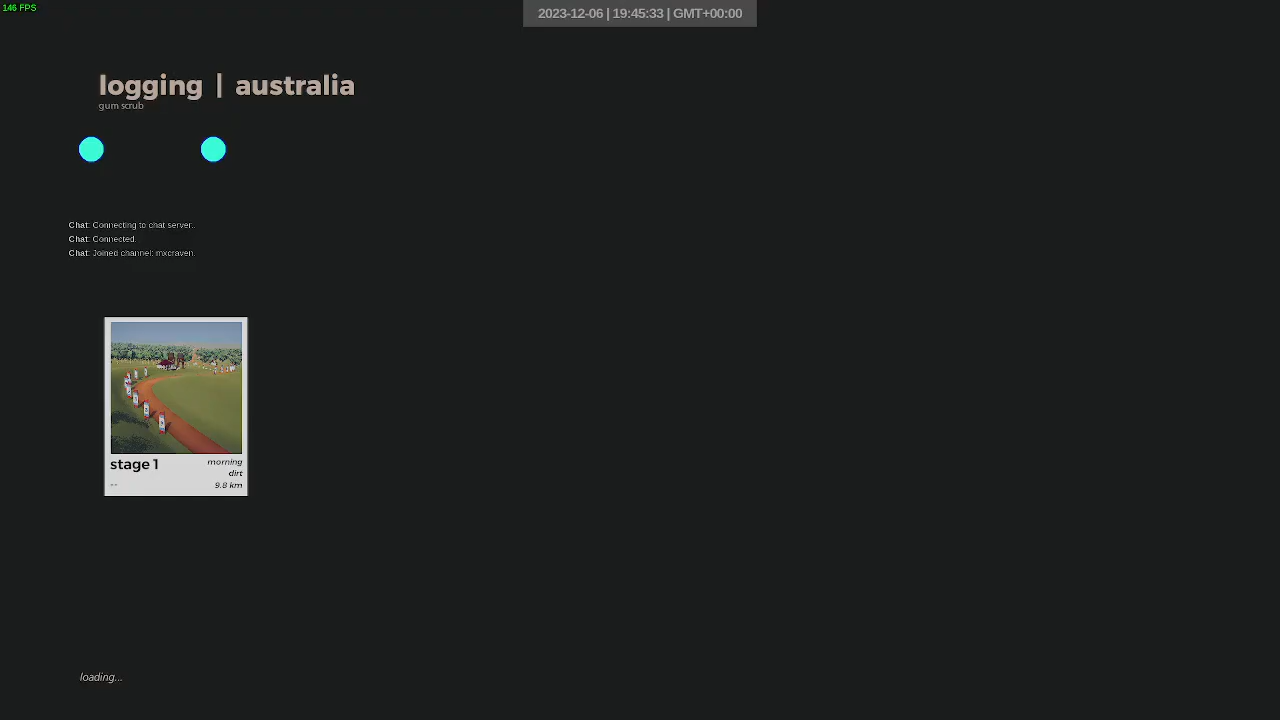 146 FPS
2023-12-06 | 19:45:33 | GMT+00:00
logging | australia
gum scrub
Chat: Connecting to chat server..
Chat: Connected.
Chat: Joined channel: mxcraven.
stage 1
morning
dirt
--
9.8 km
loading...